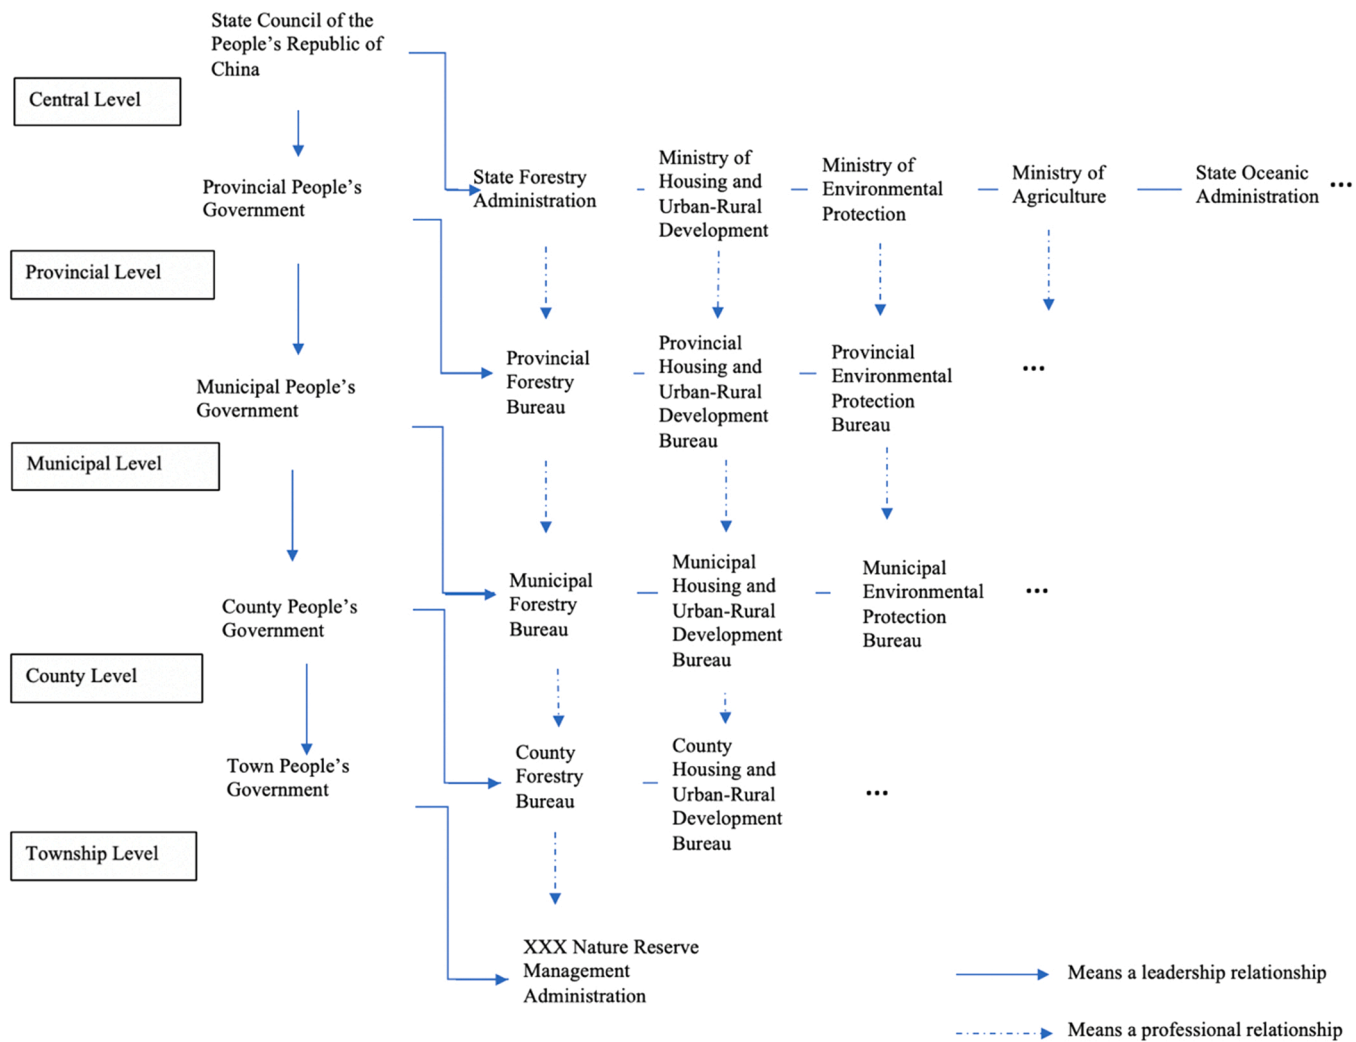 State Council of the
People's Republic of
China
Central Level
Provincial People's
Government
State Forestry
Administration
Ministry of
Housing and
Urban-Rural
Development
Ministry of
Environmental
Protection
Ministry of
Agriculture
State Oceanic
Administration
...
Provincial Level
Municipal People's
Government
Provincial
Forestry
Bureau
Provincial
Housing and
Urban-Rural
Development
Bureau
Provincial
Environmental
Protection
Bureau
...
Municipal Level
County People's
Government
Municipal
Forestry
Bureau
Municipal
Housing and
Urban-Rural
Development
Bureau
Municipal
Environmental
Protection
Bureau
...
County Level
Town People's
Government
County
Forestry
Bureau
County
Housing and
Urban-Rural
Development
Bureau
...
Township Level
XXX Nature Reserve
Management
Administration
Means a leadership relationship
Means a professional relationship